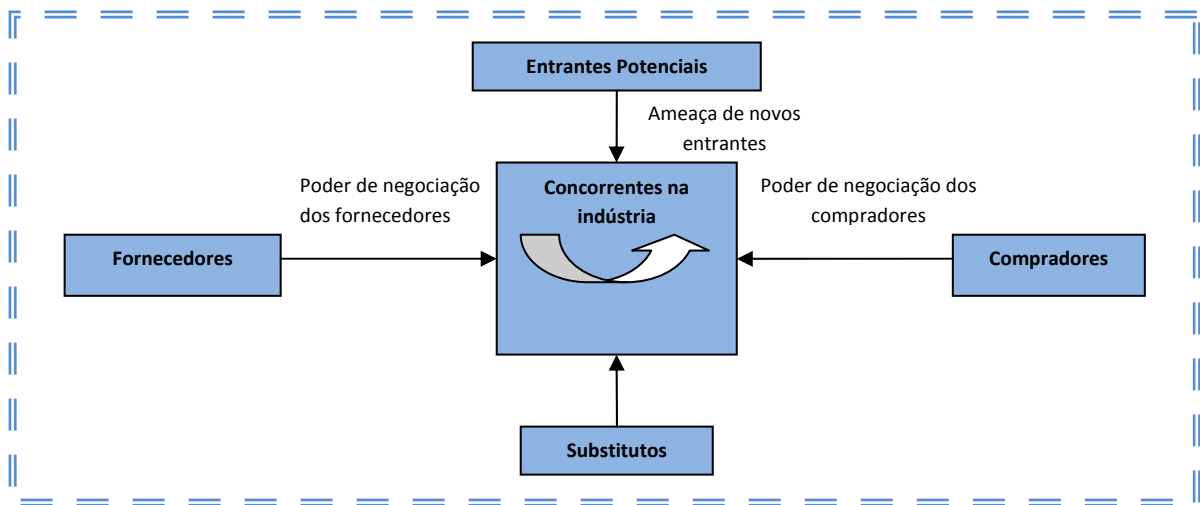 Entrantes Potenciais
Ameaça de novos
entrantes
Poder de negociação
dos fornecedores
Concorrentes na
indústria
Poder de negociação dos
compradores
Fornecedores
Compradores
Substitutos